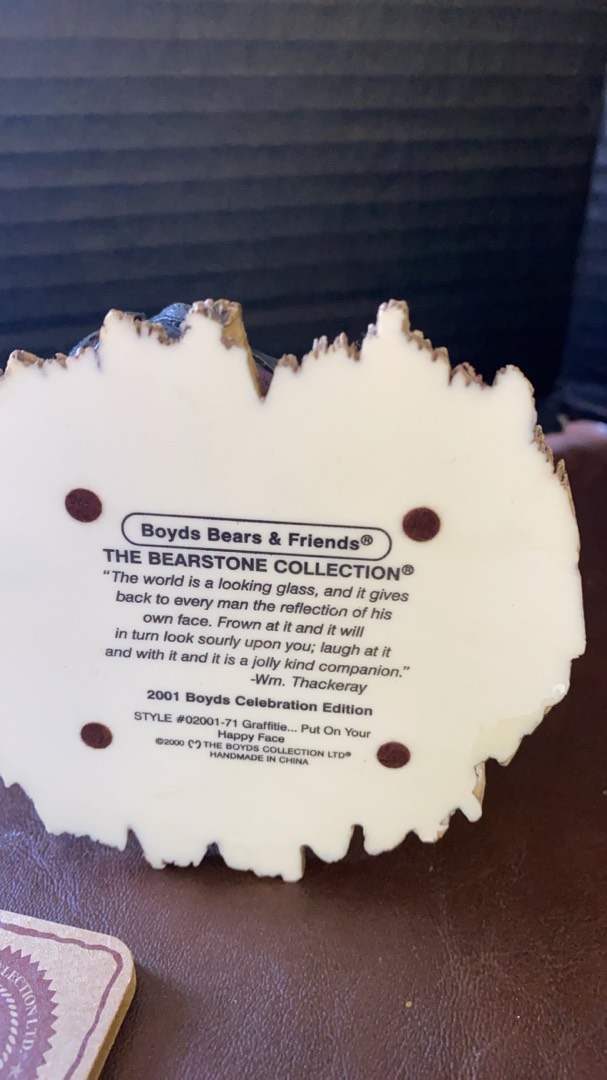 Boyds Bears & Friends®
THE BEARSTONE COLLECTION®
"The world is a looking glass, and it gives
back to every man the reflection of his
own face. Frown at it and it will
in turn look sourly upon you; laugh at it
and with it and it is a jolly kind companion."
-Wm. Thackeray
2001 Boyds Celebration Edition
STYLE #02001-71 Graffitie... Put On Your
Happy Face
©2000 THE BOYDS COLLECTION LTD®
HANDMADE IN CHINA
LTD